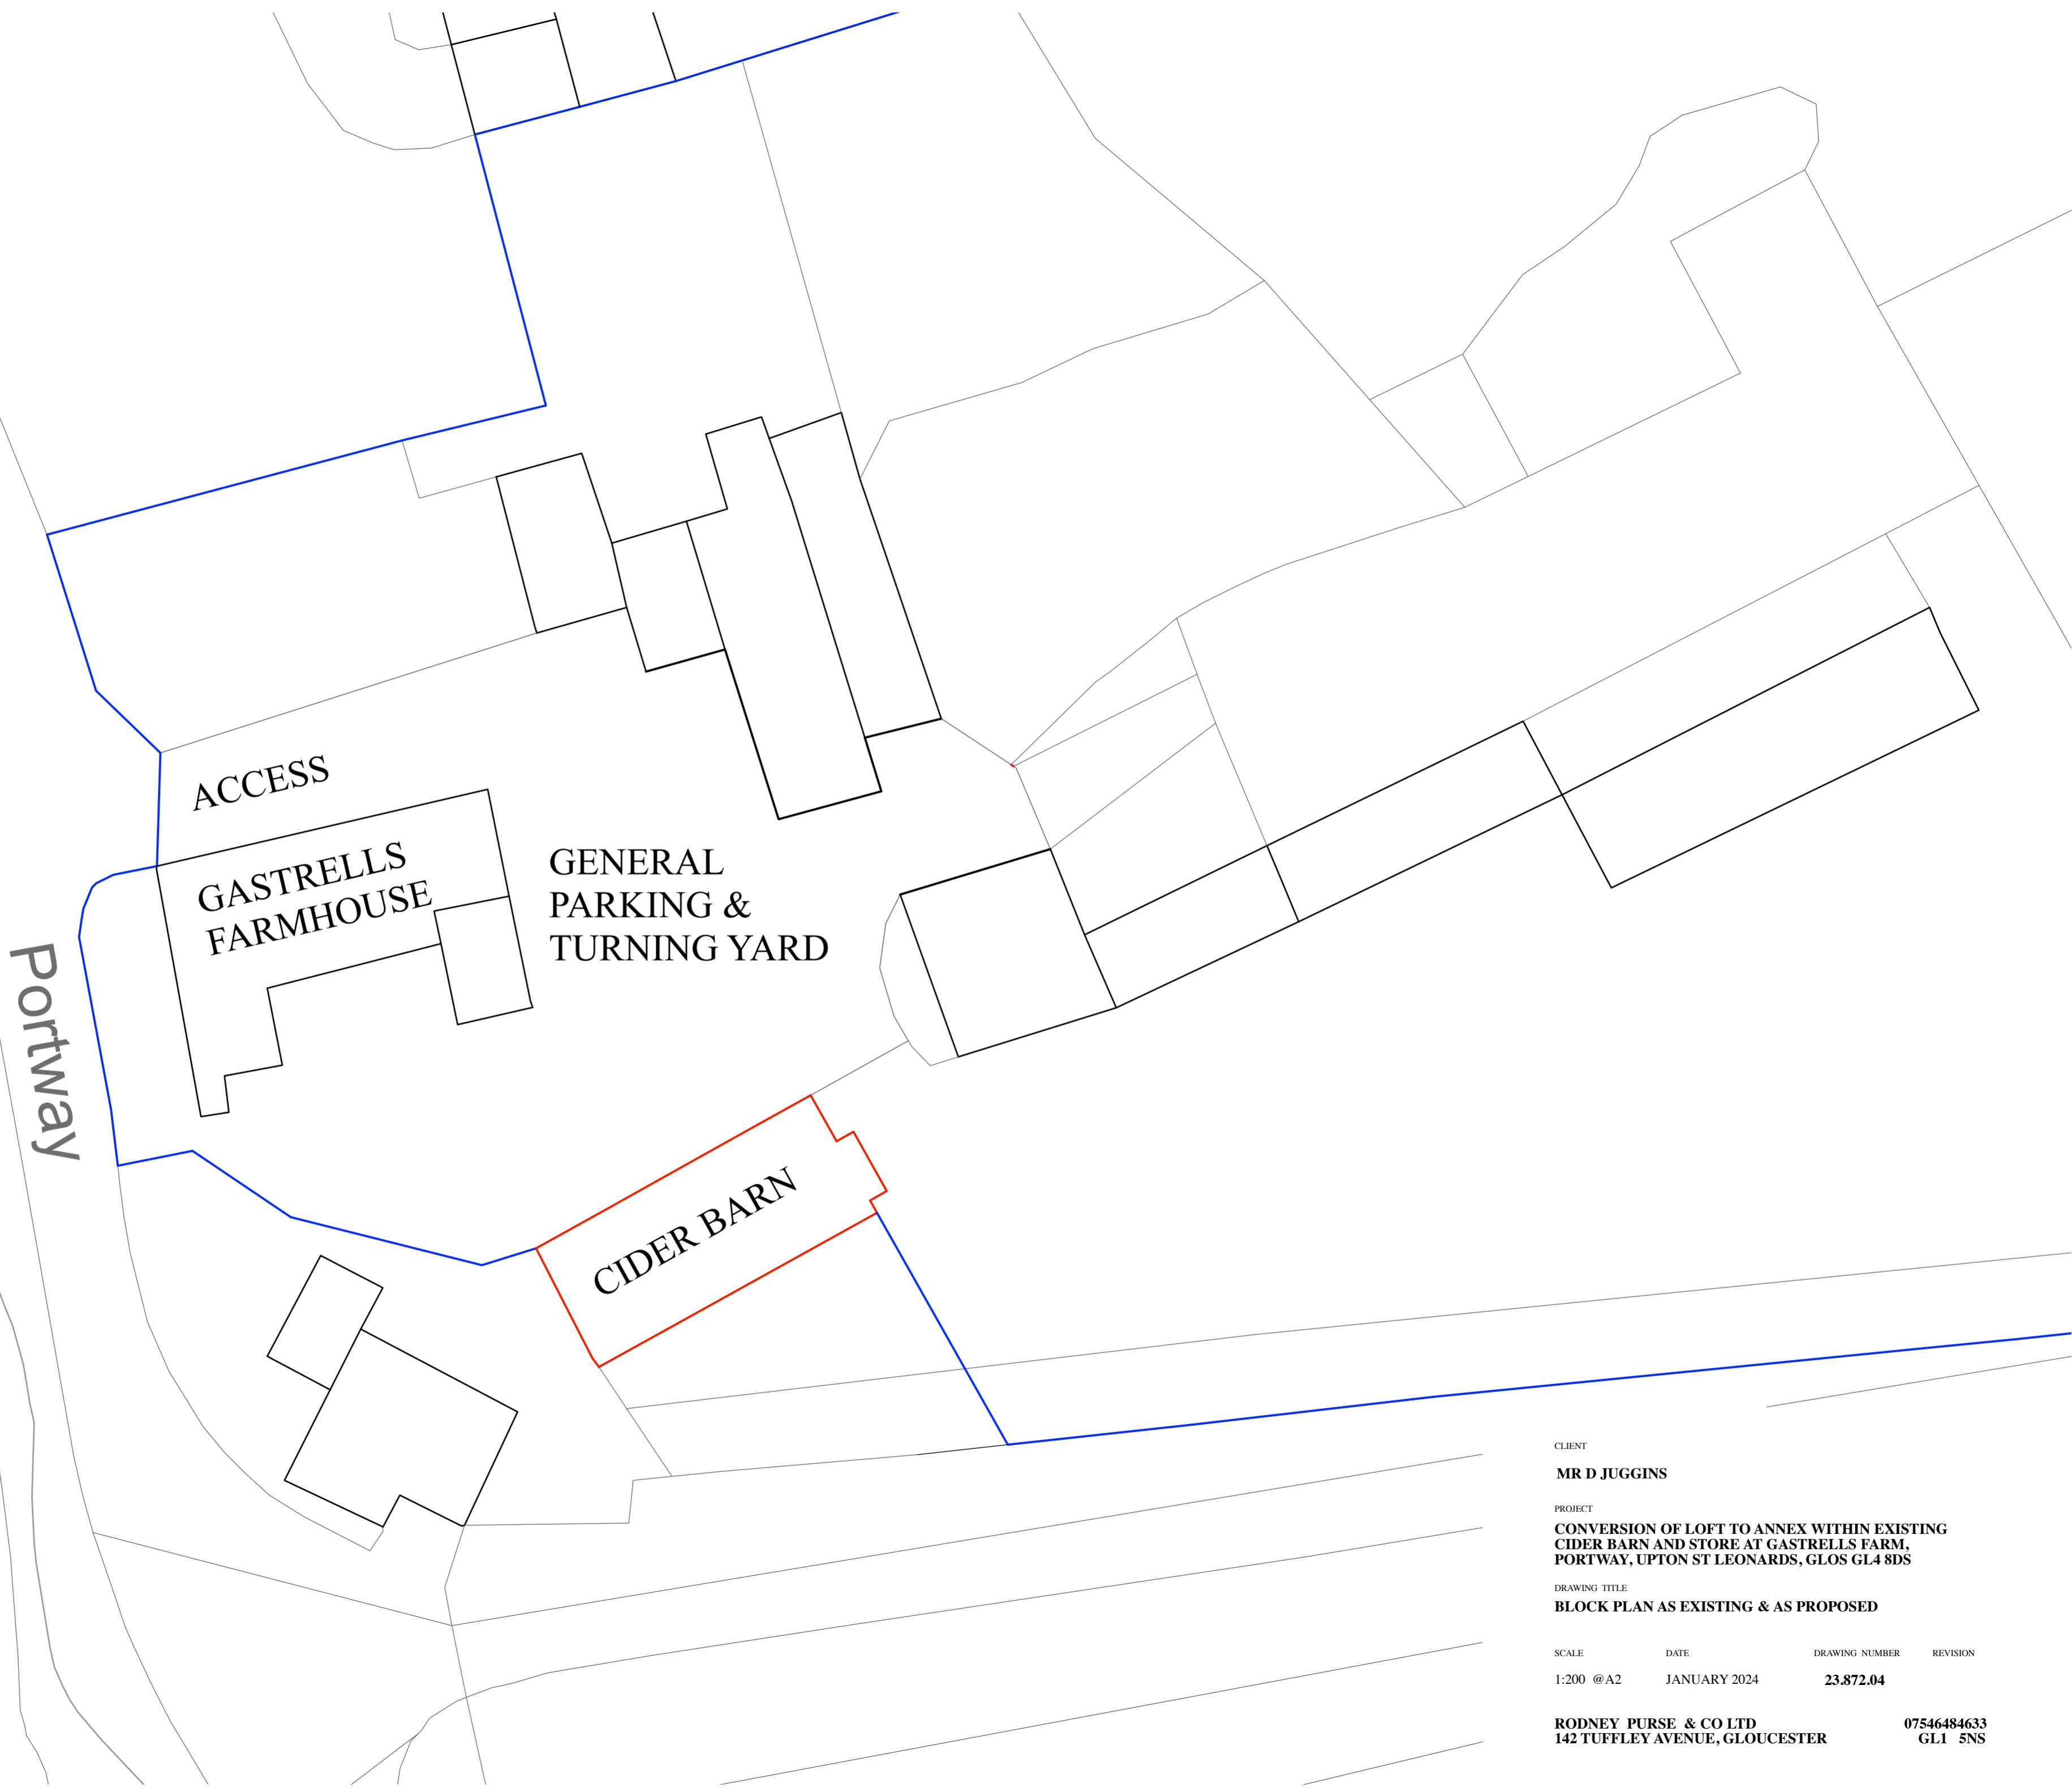 ACCESS
GASTRELLS
FARMHOUSE
GENERAL
PARKING &
TURNING YARD
Portway
CIDER BARN
CLIENT
MR D JUGGINS
PROJECT
CONVERSION OF LOFT TO ANNEX WITHIN EXISTING
CIDER BARN AND STORE AT GASTRELLS FARM,
PORTWAY, UPTON ST LEONARDS, GLOS GL4 8DS
DRAWING TITLE
BLOCK PLAN AS EXISTING & AS PROPOSED
SCALE DATE DRAWING NUMBER REVISION
1:200 @A2 JANUARY 2024 23.872.04
RODNEY PURSE & CO LTD 07546484633
142 TUFFLEY AVENUE, GLOUCESTER GL1 5NS